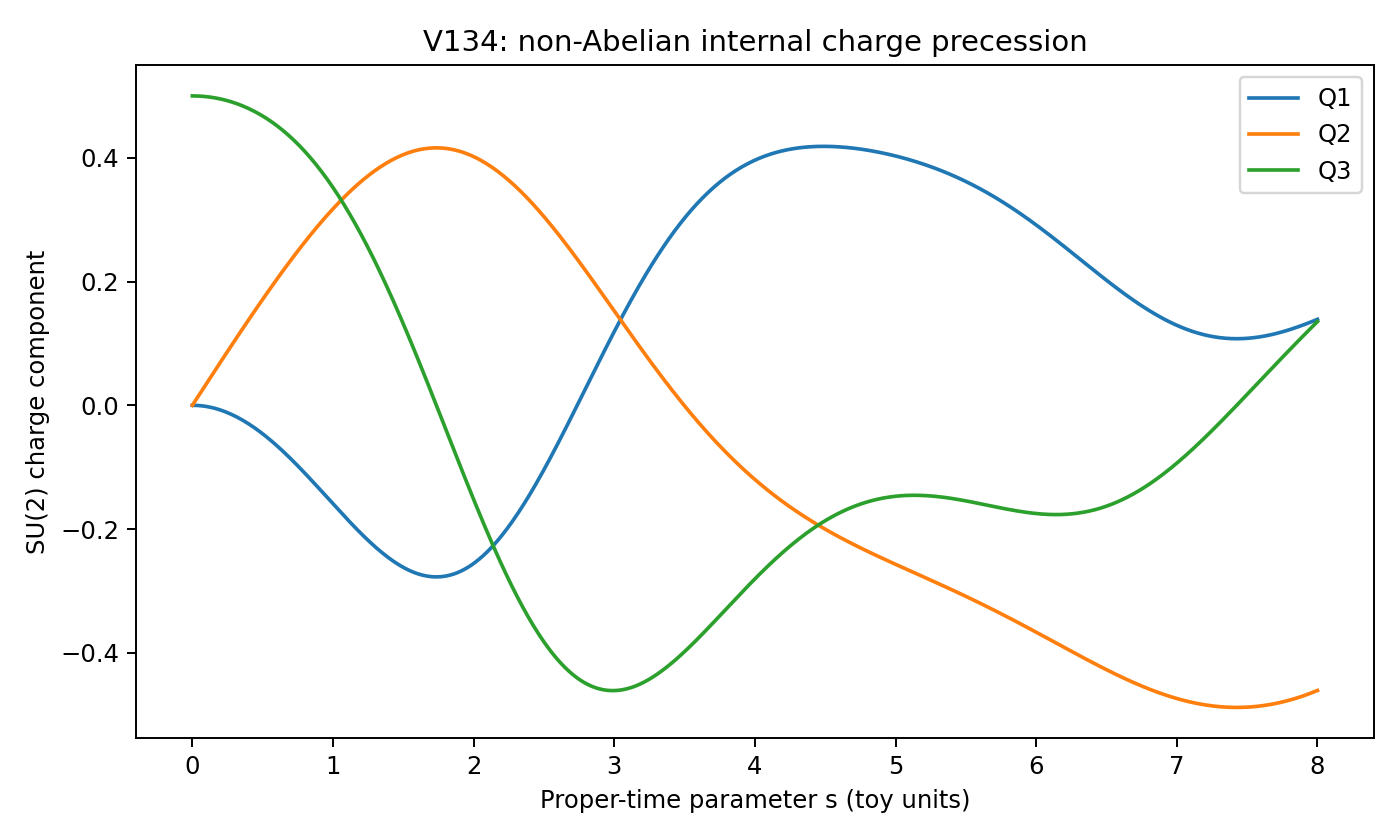 V134: non-Abelian internal charge precession
Q1
Q2
Q3
SU(2) charge component
0.4
0.2
0.0
−0.2
−0.4
0 1 2 3 4 5 6 7 8
Proper-time parameter s (toy units)